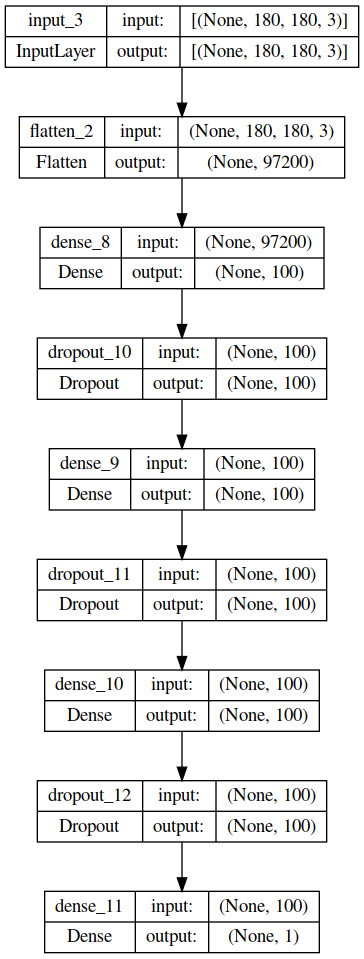 input_3 input: [(None, 180, 180, 3)]
InputLayer output: [(None, 180, 180, 3)]
flatten_2 input: (None, 180, 180, 3)
Flatten output: (None, 97200)
dense_8 input: (None, 97200)
Dense output: (None, 100)
dropout_10 input: (None, 100)
Dropout output: (None, 100)
dense_9 input: (None, 100)
Dense output: (None, 100)
dropout_11 input: (None, 100)
Dropout output: (None, 100)
dense_10 input: (None, 100)
Dense output: (None, 100)
dropout_12 input: (None, 100)
Dropout output: (None, 100)
dense_11 input: (None, 100)
Dense output: (None, 1)